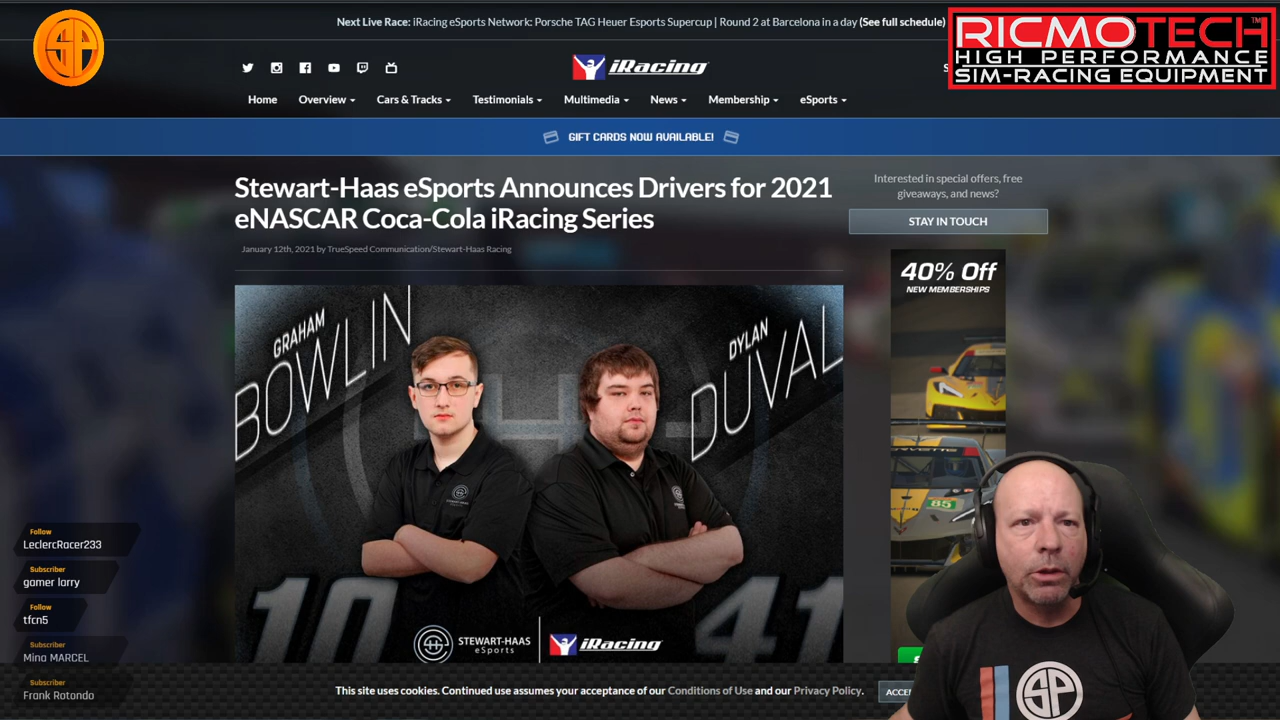 Next Live Race: iRacing eSports Network: Porsche TAG Heuer Esports Supercup | Round 2 at Barcelona in a day (See full schedule)
RICMOTECH™
HIGH PERFORMANCE
SIM-RACING EQUIPMENT
SP
iRacing
Home
Overview
Cars & Tracks
Testimonials
Multimedia
News
Membership
eSports
GIFT CARDS NOW AVAILABLE!
Stewart-Haas eSports Announces Drivers for 2021
eNASCAR Coca-Cola iRacing Series
January 12th, 2021 by TrueSpeed Communication/Stewart-Haas Racing
Interested in special offers, free
giveaways, and news?
STAY IN TOUCH
40% Off
NEW MEMBERSHIPS
GRAHAM
BOWLIN
DYLAN
DUVAL
85
10
41
STEWART-HAAS
eSports
iRacing
Follow
LeclercRacer233
Subscriber
gamer larry
Follow
tfcn5
Subscriber
Mina MARCEL
Subscriber
Frank Rotondo
This site uses cookies. Continued use assumes your acceptance of our Conditions of Use and our Privacy Policy.
SP